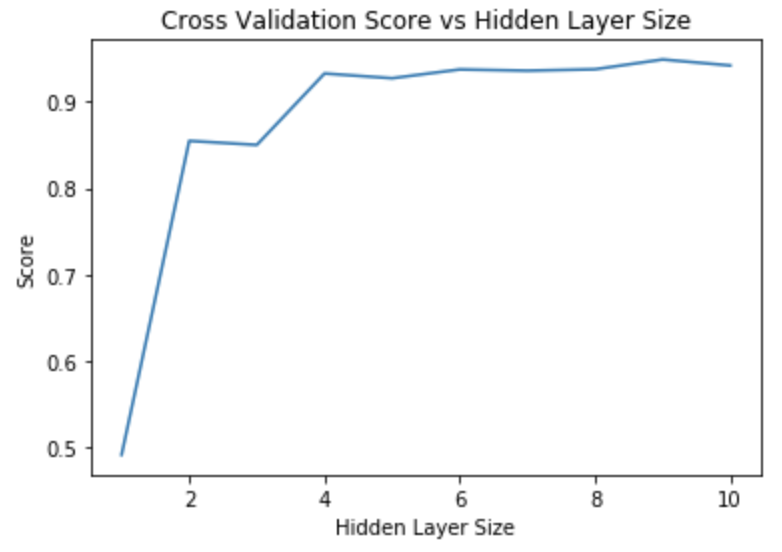 Cross Validation Score vs Hidden Layer Size
0.9
0.8
0.7
0.6
0.5
Score
2 4 6 8 10
Hidden Layer Size